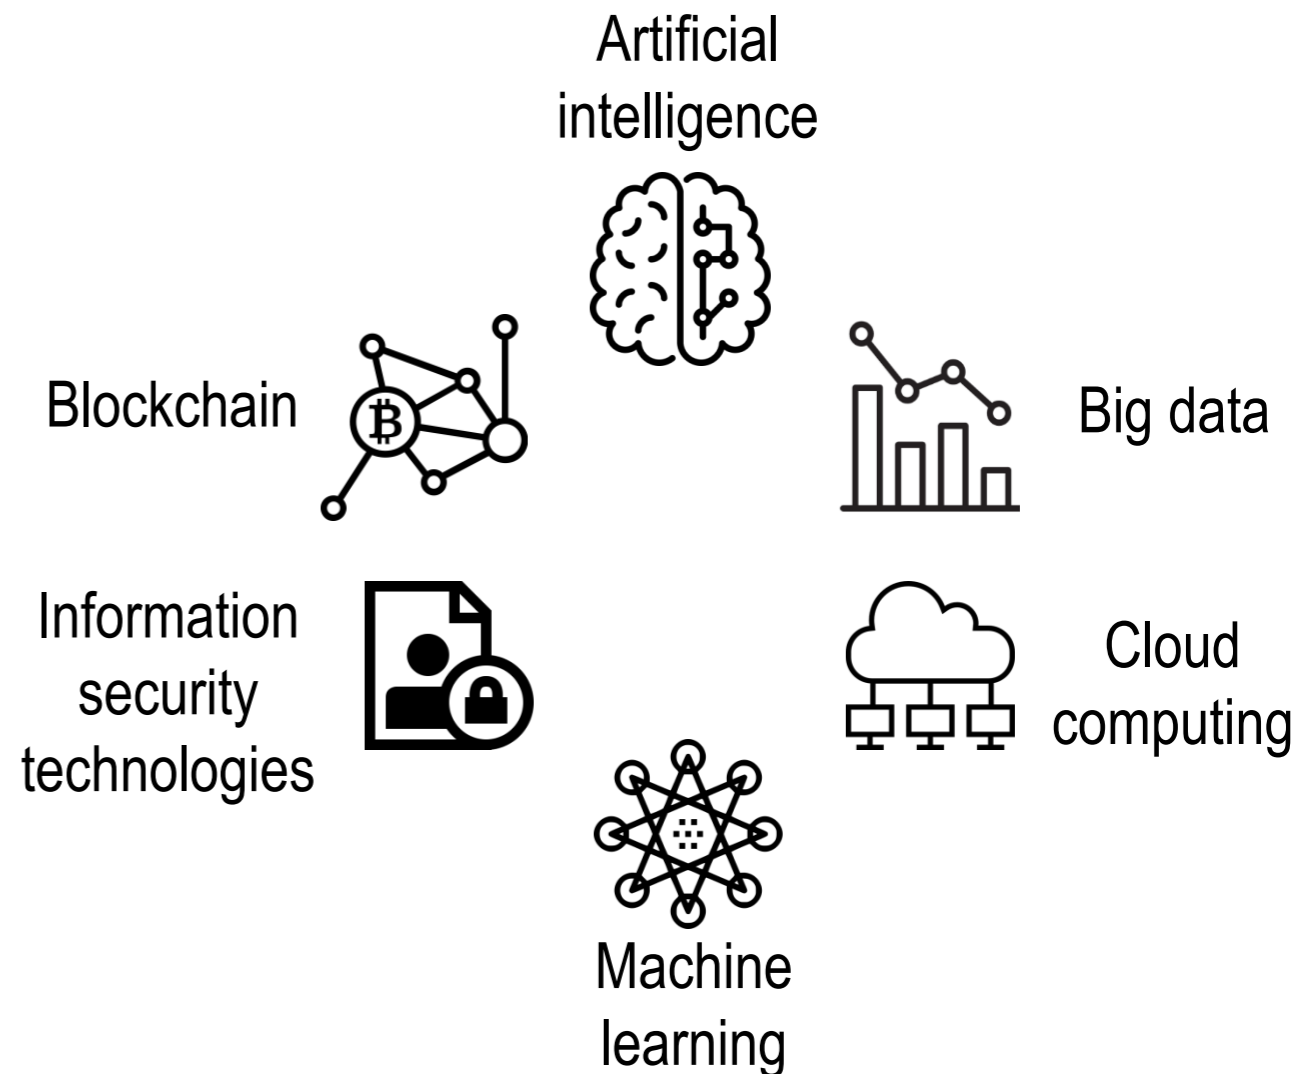 Artificial
intelligence
Blockchain
₿
Big data
Information
security
technologies
Cloud
computing
Machine
learning